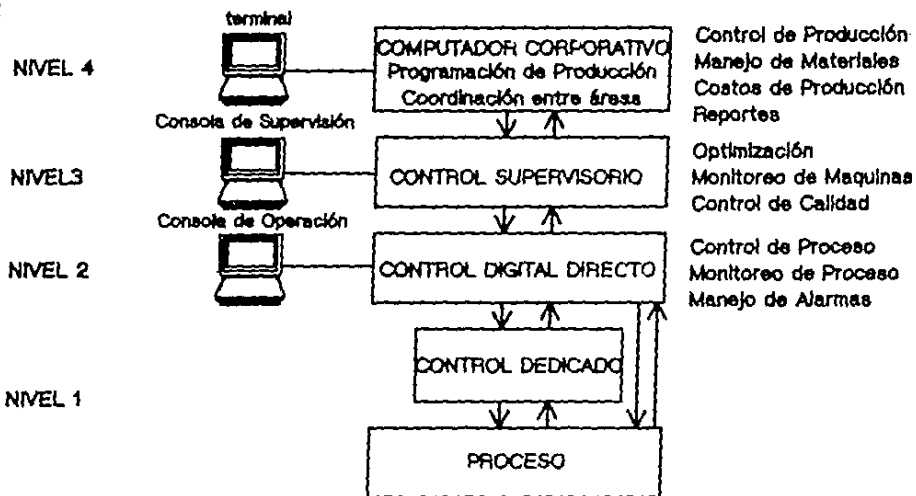 terminal
NIVEL 4
COMPUTADOR CORPORATIVO
Programación de Producción
Coordinación entre áreas
Control de Producción
Manejo de Materiales
Costos de Producción
Reportes
Consola de Supervisión
NIVEL3
CONTROL SUPERVISORIO
Optimización
Monitoreo de Maquinas
Control de Calidad
Consola de Operación
NIVEL 2
CONTROL DIGITAL DIRECTO
Control de Proceso
Monitoreo de Proceso
Manejo de Alarmas
CONTROL DEDICADO
NIVEL 1
PROCESO